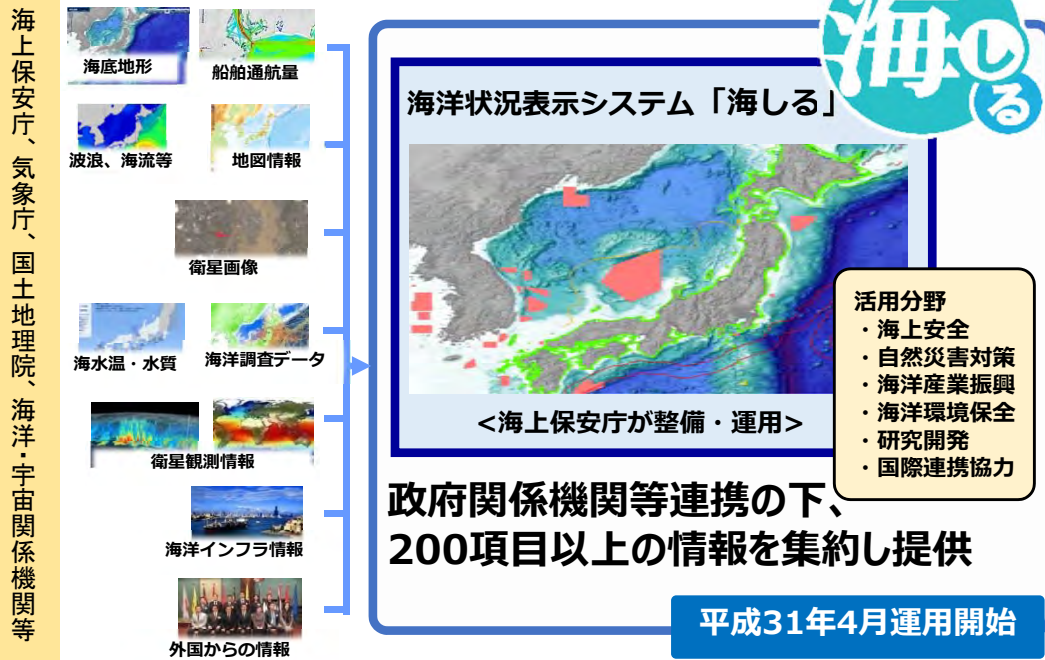 海上保安庁、気象庁、国土地理院、海洋・宇宙関係機関等
海底地形
船舶通航量
波浪、海流等
地図情報
衛星画像
海水温・水質
海洋調査データ
衛星観測情報
海洋インフラ情報
外国からの情報
海しる
海洋状況表示システム「海しる」
<海上保安庁が整備・運用>
活用分野
・海上安全
・自然災害対策
・海洋産業振興
・海洋環境保全
・研究開発
・国際連携協力
政府関係機関等連携の下、
200項目以上の情報を集約し提供
平成31年4月運用開始